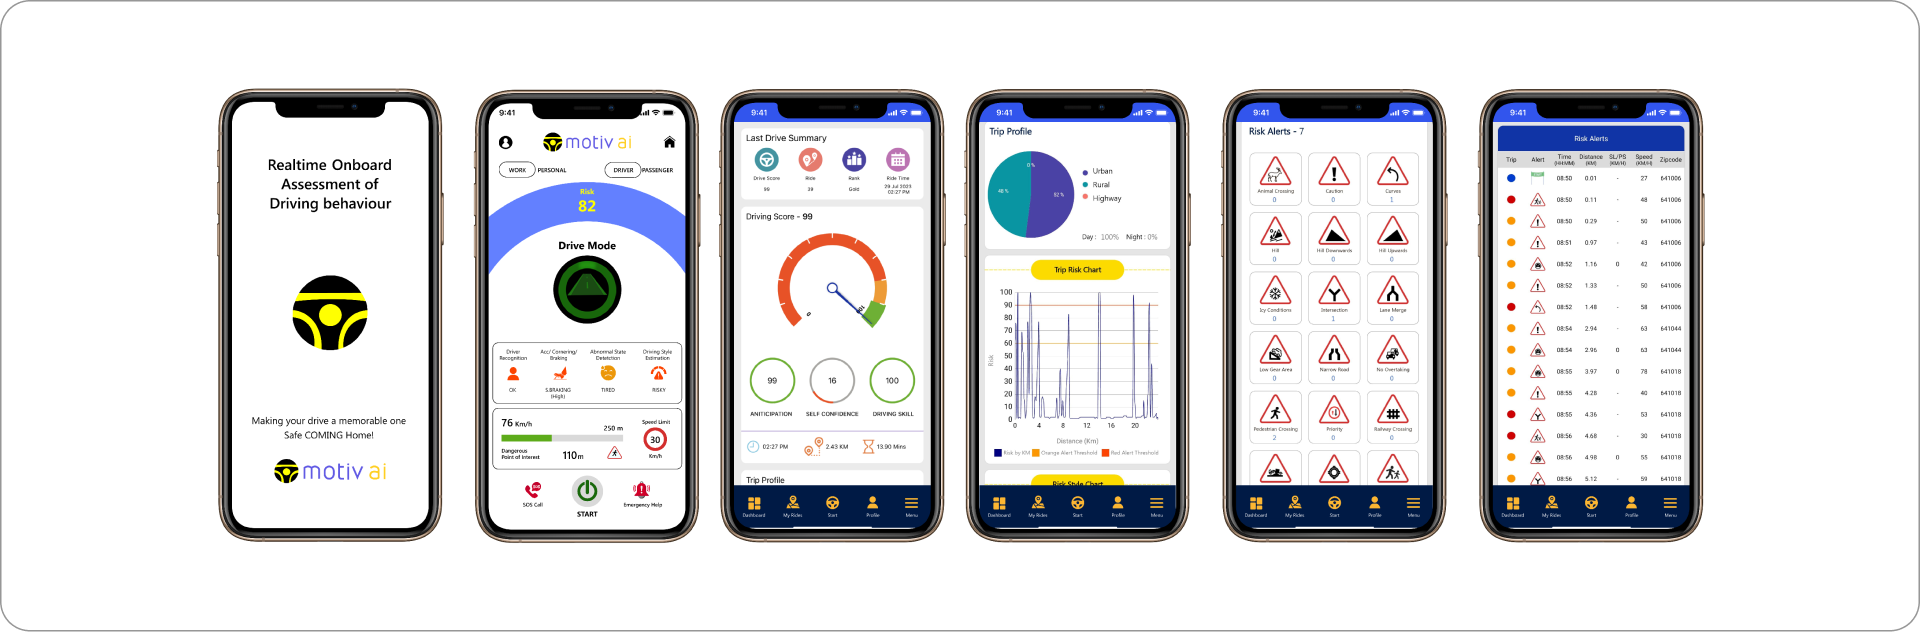 Realtime Onboard
Assessment of
Driving behaviour
Making your drive a memorable one
Safe COMING Home!
motiv ai
9:41
motiv ai
WORK PERSONAL DRIVER PASSENGER
Risk
82
Drive Mode
Driver Recognition
Acc/ Cornering/ Braking
Abnormal State
Driving Style Estimation
OK
S.BRAKING (High)
TIRED
RISKY
76 Km/h
250 m
Speed Limit
30
Km/h
Dangerous Point of Interest
110m
SOS Call
START
Emergency Help
9:41
Last Drive Summary
Drive Score Ride Rank Ride Time
99 39 Gold 29 Jul 2023
02:27 PM
Driving Score - 99
0
99 16 100
ANITICIPATION SELF CONFIDENCE DRIVING SKILL
02:27 PM 2.43 KM 13.90 Mins
Trip Profile
Dashboard My Rides Start Profile Menu
9:41
Trip Profile
0 %
48 %
52 %
Urban
Rural
Highway
Day : 100% Night : 0%
Trip Risk Chart
100
90
80
70
60
50
40
30
20
10
0
Risk
0 4 8 12 16 20
Distance (Km)
Risk by KM Orange Alert Threshold Red Alert Threshold
Risk Style Chart
Dashboard My Rides Start Profile Menu
9:41
Risk Alerts - 7
Animal Crossing Caution Curves
0 0 1
Hill Hill Downwards Hill Upwards
0 0 0
Icy Conditions Intersection Lane Merge
0 1 0
Low Gear Area Narrow Road No Overtaking
0 0 0
Pedestrian Crossing Priority Railway Crossing
2 0 0
Dashboard My Rides Start Profile Menu
9:41
Risk Alerts
Trip Alert Time (HH:MM) Distance (KM) SL/PS (KM/H) Speed (KM/H) Zipcode
08:50 0.01 - 27 641006
08:50 0.11 - 48 641006
08:50 0.29 - 50 641006
08:51 0.97 - 43 641006
08:52 1.16 0 42 641006
08:52 1.33 - 50 641006
08:52 1.48 - 58 641006
08:54 2.94 - 63 641044
08:54 2.96 0 63 641044
08:55 3.97 0 78 641018
08:55 4.28 - 40 641018
08:55 4.36 - 53 641018
08:56 4.68 - 30 641018
08:56 4.98 0 55 641018
08:56 5.12 - 59 641018
Dashboard My Rides Start Profile Menu